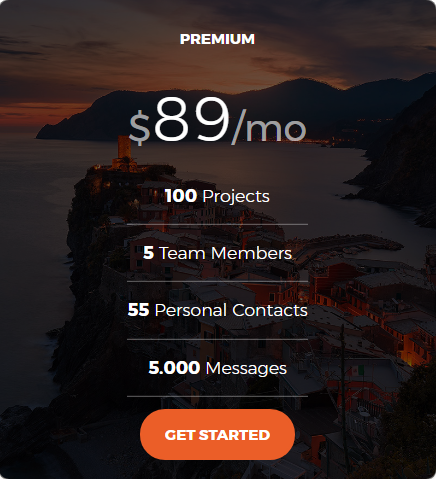 PREMIUM
$89/mo
100 Projects
5 Team Members
55 Personal Contacts
5.000 Messages
GET STARTED